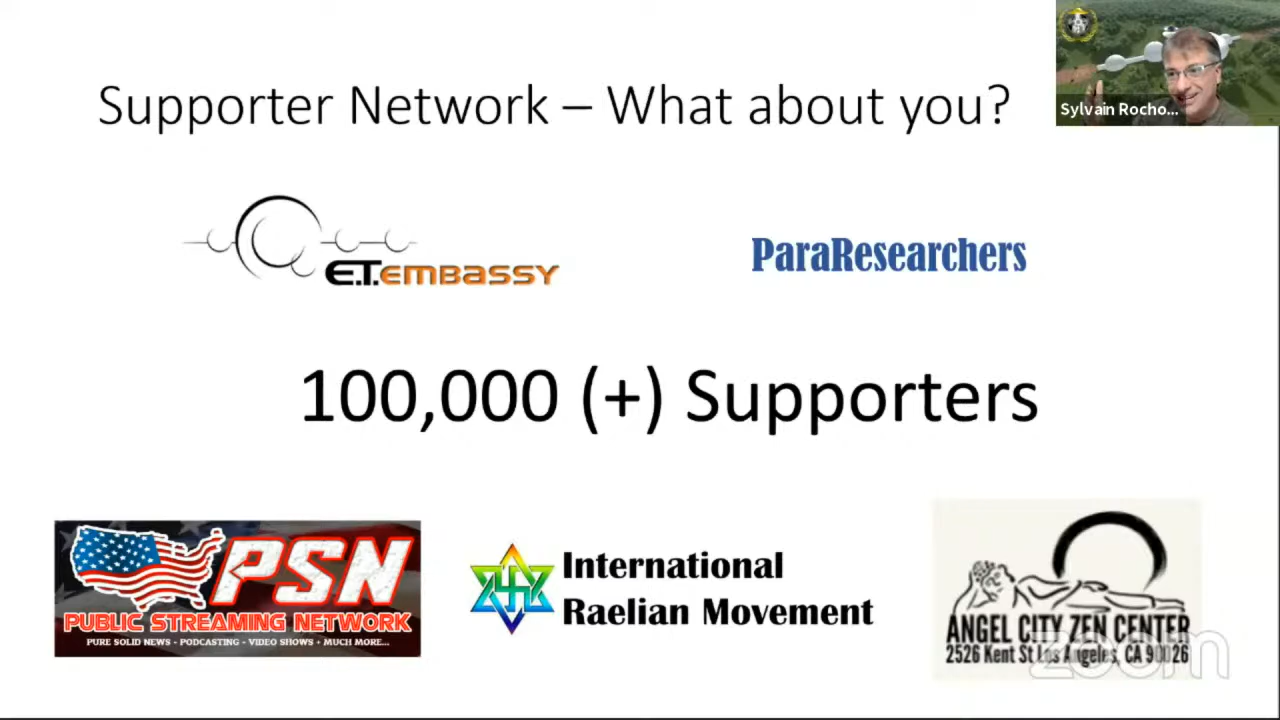 Supporter Network – What about you?
Sylvain Rocho...
E.T.EMBASSY
ParaResearchers
100,000 (+) Supporters
PSN
PUBLIC STREAMING NETWORK
PURE SOLID NEWS - PODCASTING - VIDEO SHOWS + MUCH MORE...
International
Raelian Movement
ANGEL CITY ZEN CENTER
2526 Kent St Los Angeles, CA 90026
zoom